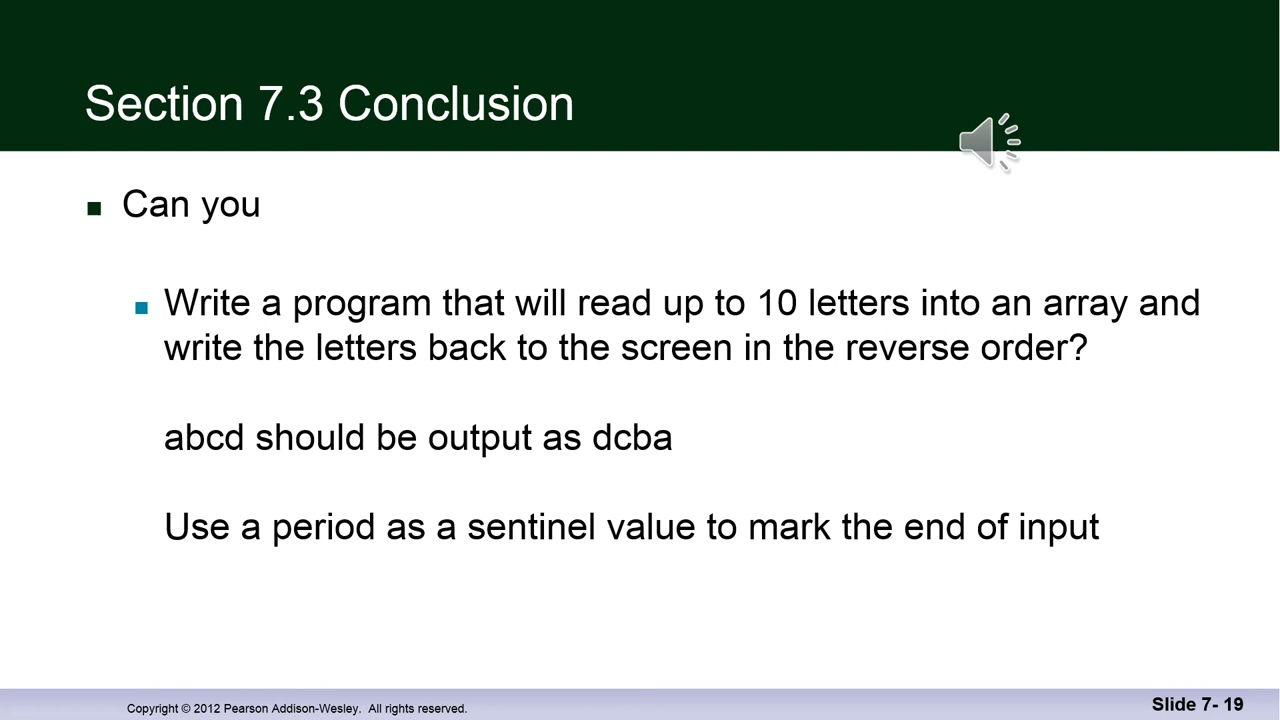 Section 7.3 Conclusion
Can you
Write a program that will read up to 10 letters into an array and
write the letters back to the screen in the reverse order?
abcd should be output as dcba
Use a period as a sentinel value to mark the end of input
Copyright © 2012 Pearson Addison-Wesley. All rights reserved.
Slide 7- 19